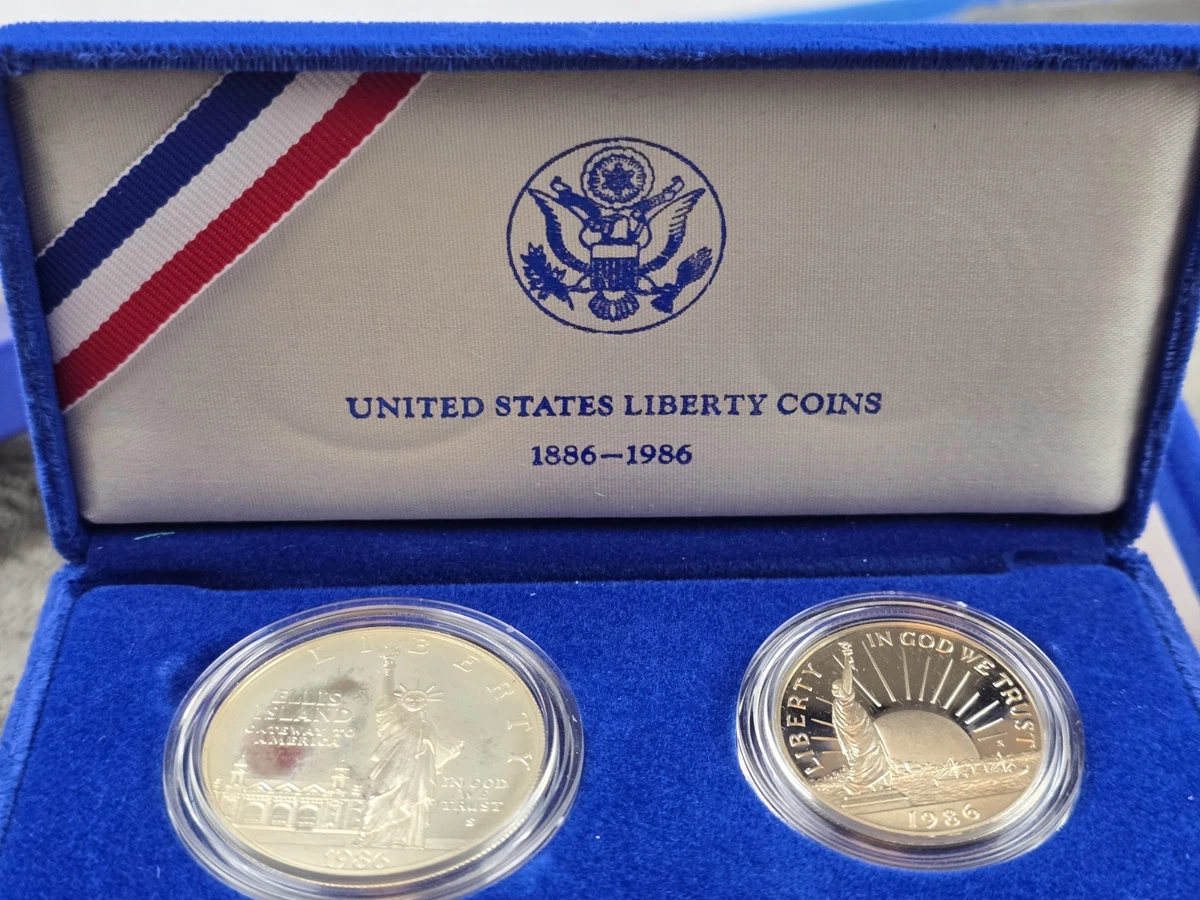 UNITED STATES LIBERTY COINS
1886–1986
LIBERTY
ELLIS
ISLAND
GATEWAY TO
AMERICA
IN GOD
WE
TRUST
S
1986
LIBERTY
IN GOD WE TRUST
S
1986